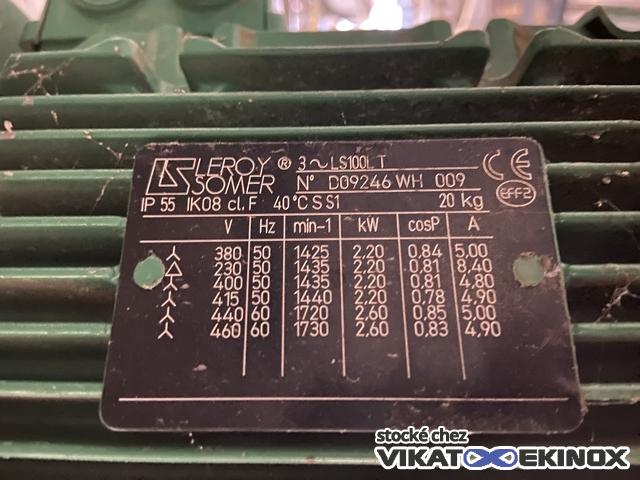 LEROY SOMER ® 3~ LS100L T
N° D09246 WH 009
CE
EFF2
IP 55 IK08 cl. F 40°C S S1 20 kg
V Hz min-1 kW cosP A
380 50 1425 2,20 0,84 5,00
230 50 1435 2,20 0,81 8,40
400 50 1435 2,20 0,81 4,80
415 50 1440 2,20 0,78 4,90
440 60 1720 2,60 0,85 5,00
460 60 1730 2,60 0,83 4,90
stocké chez
VIKATOO EKINOX